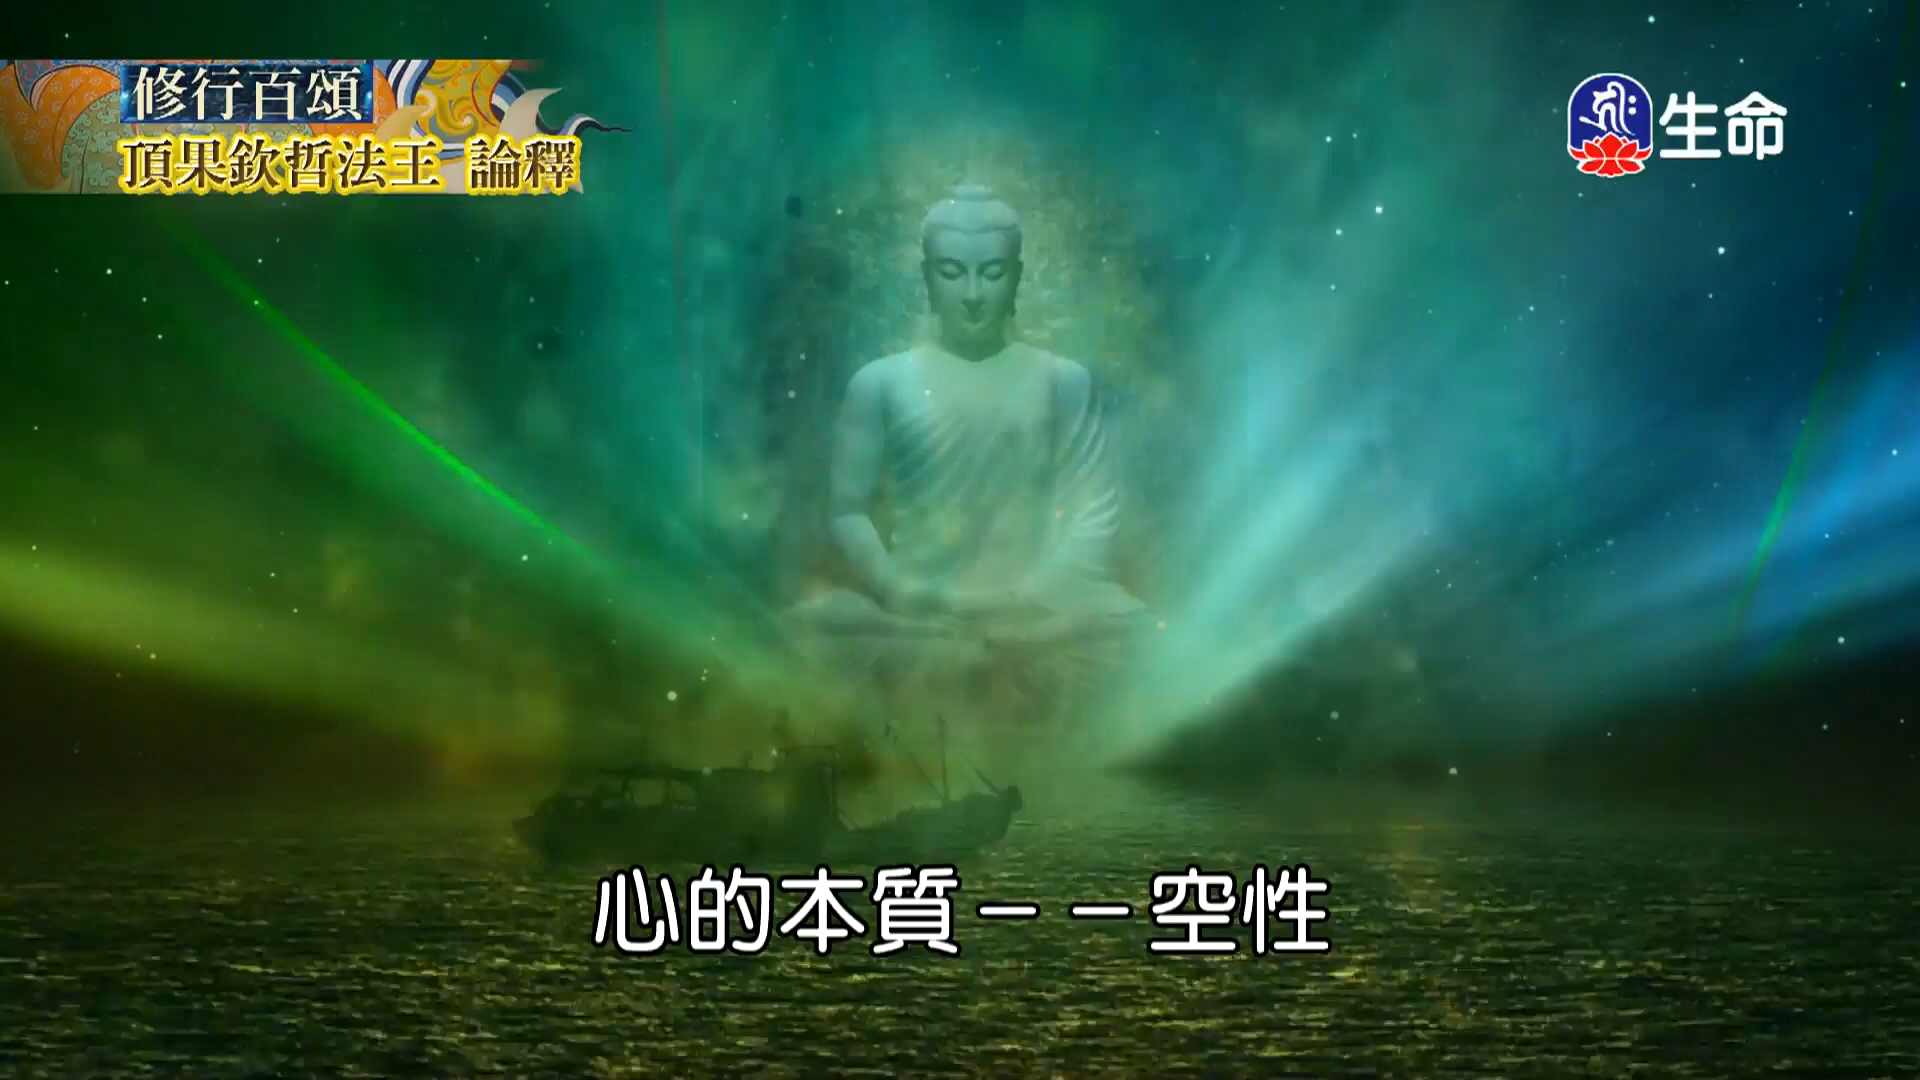 修行百頌
頂果欽哲法王 論釋
生命
心的本質－－空性